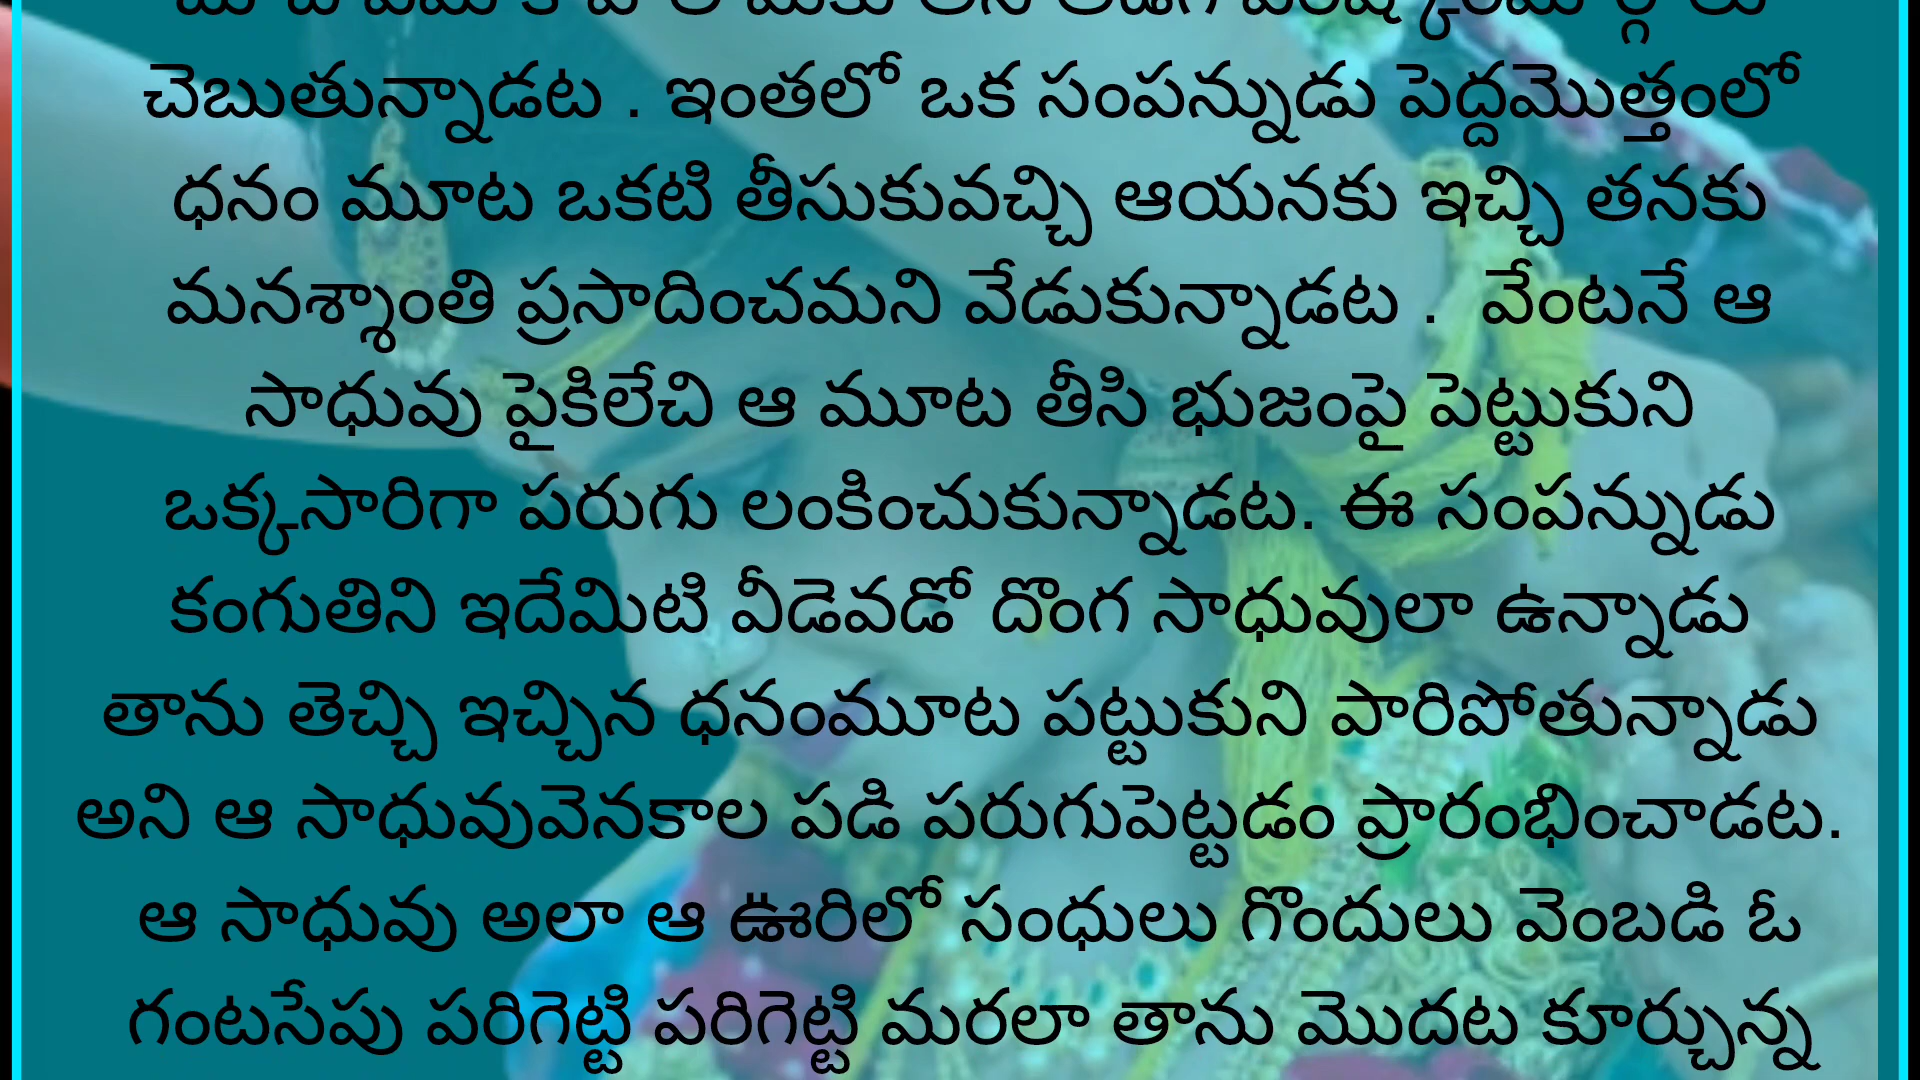 చెబుతున్నాడట . ఇంతలో ఒక సంపన్నుడు పెద్దమొత్తంలో
ధనం మూట ఒకటి తీసుకువచ్చి ఆయనకు ఇచ్చి తనకు
మనశ్శాంతి ప్రసాదించమని వేడుకున్నాడట . వేంటనే ఆ
సాధువు పైకిలేచి ఆ మూట తీసి భుజంపై పెట్టుకుని
ఒక్కసారిగా పరుగు లంకించుకున్నాడట. ఈ సంపన్నుడు
కంగుతిని ఇదేమిటి వీడెవడో దొంగ సాధువులా ఉన్నాడు
తాను తెచ్చి ఇచ్చిన ధనంమూట పట్టుకుని పారిపోతున్నాడు
అని ఆ సాధువువెనకాల పడి పరుగుపెట్టడం ప్రారంభించాడట.
ఆ సాధువు అలా ఆ ఊరిలో సంధులు గొందులు వెంబడి ఓ
గంటసేపు పరిగెట్టి పరిగెట్టి మరలా తాను మొదట కూర్చున్న